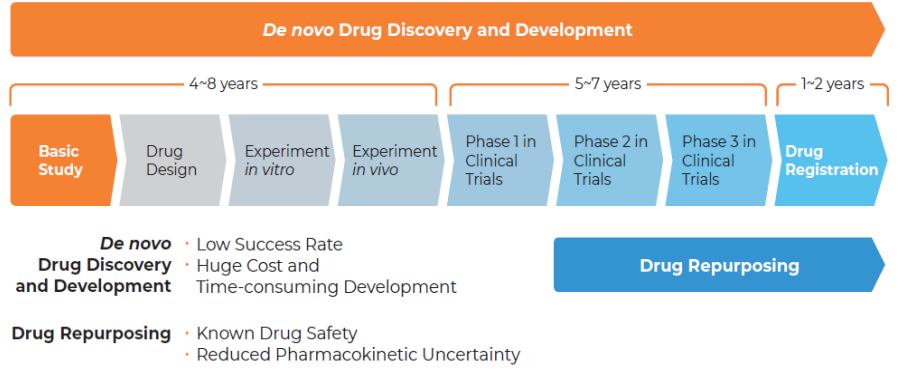 De novo Drug Discovery and Development
4~8 years
5~7 years
1~2 years
Basic
Study
Drug
Design
Experiment
in vitro
Experiment
in vivo
Phase 1 in
Clinical
Trials
Phase 2 in
Clinical
Trials
Phase 3 in
Clinical
Trials
Drug
Registration
De novo
Drug Discovery
and Development
· Low Success Rate
· Huge Cost and
Time-consuming Development
Drug Repurposing
Drug Repurposing
· Known Drug Safety
· Reduced Pharmacokinetic Uncertainty